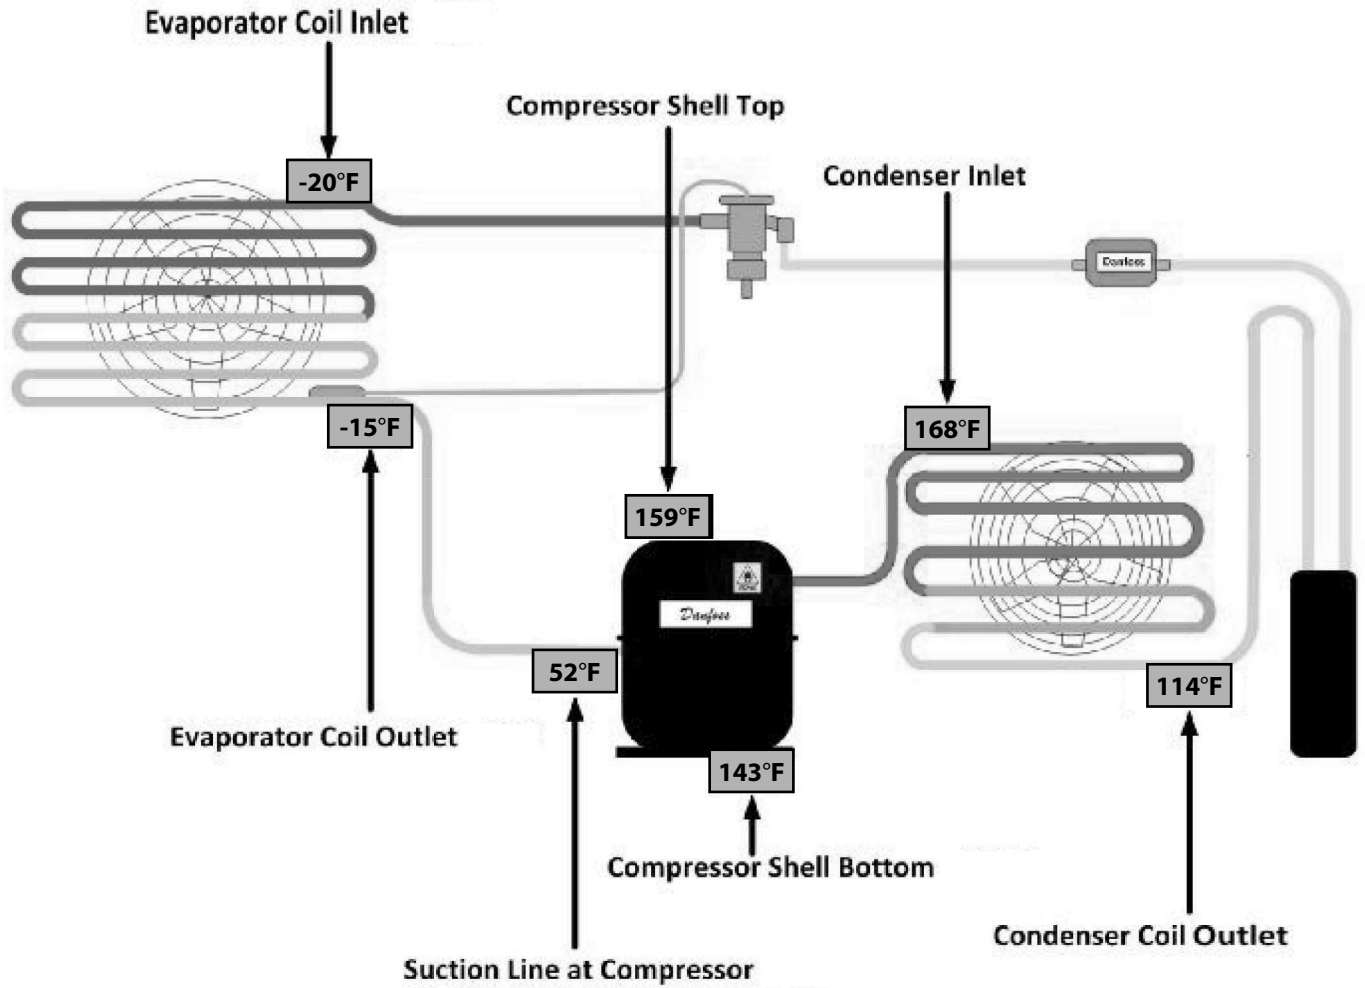 Evaporator Coil Inlet
Compressor Shell Top
-20°F
Condenser Inlet
Danfoss
168°F
-15°F
159°F
Danfoss
52°F
114°F
Evaporator Coil Outlet
143°F
Compressor Shell Bottom
Condenser Coil Outlet
Suction Line at Compressor